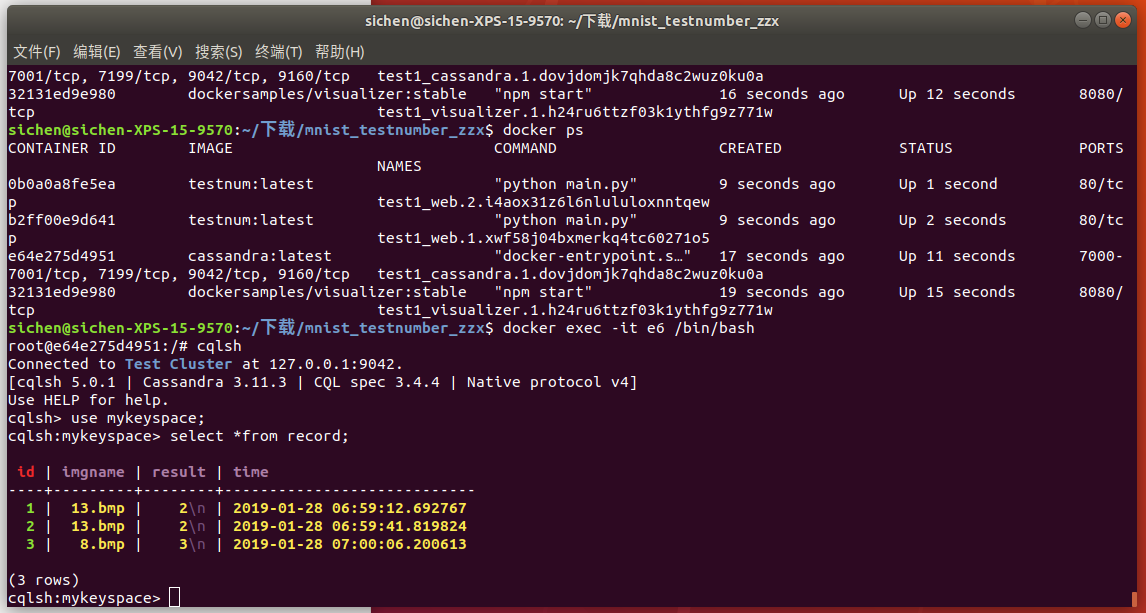 sichen@sichen-XPS-15-9570: ~/下载/mnist_testnumber_zzx
文件(F) 编辑(E) 查看(V) 搜索(S) 终端(T) 帮助(H)
7001/tcp, 7199/tcp, 9042/tcp, 9160/tcp   test1_cassandra.1.dovjdomjk7qhda8c2wuz0ku0a
32131ed9e980        dockersamples/visualizer:stable   "npm start"              16 seconds ago      Up 12 seconds       8080/
tcp                                      test1_visualizer.1.h24ru6ttzf03k1ythfg9z771w
sichen@sichen-XPS-15-9570:~/下载/mnist_testnumber_zzx$ docker ps
CONTAINER ID        IMAGE                             COMMAND                  CREATED             STATUS              PORTS
                                         NAMES
0b0a0a8fe5ea        testnum:latest                    "python main.py"         9 seconds ago       Up 1 second         80/tc
p                                        test1_web.2.i4aox31z6l6nlululoxnntqew
b2ff00e9d641        testnum:latest                    "python main.py"         9 seconds ago       Up 2 seconds        80/tc
p                                        test1_web.1.xwf58j04bxmerkq4tc60271o5
e64e275d4951        cassandra:latest                  "docker-entrypoint.s…"   17 seconds ago      Up 11 seconds       7000-
7001/tcp, 7199/tcp, 9042/tcp, 9160/tcp   test1_cassandra.1.dovjdomjk7qhda8c2wuz0ku0a
32131ed9e980        dockersamples/visualizer:stable   "npm start"              19 seconds ago      Up 15 seconds       8080/
tcp                                      test1_visualizer.1.h24ru6ttzf03k1ythfg9z771w
sichen@sichen-XPS-15-9570:~/下载/mnist_testnumber_zzx$ docker exec -it e6 /bin/bash
root@e64e275d4951:/# cqlsh
Connected to Test Cluster at 127.0.0.1:9042.
[cqlsh 5.0.1 | Cassandra 3.11.3 | CQL spec 3.4.4 | Native protocol v4]
Use HELP for help.
cqlsh> use mykeyspace;
cqlsh:mykeyspace> select *from record;
 id | imgname | result | time
----+---------+--------+----------------------------
  1 |  13.bmp |    2\n | 2019-01-28 06:59:12.692767
  2 |  13.bmp |    2\n | 2019-01-28 06:59:41.819824
  3 |   8.bmp |    3\n | 2019-01-28 07:00:06.200613
(3 rows)
cqlsh:mykeyspace>